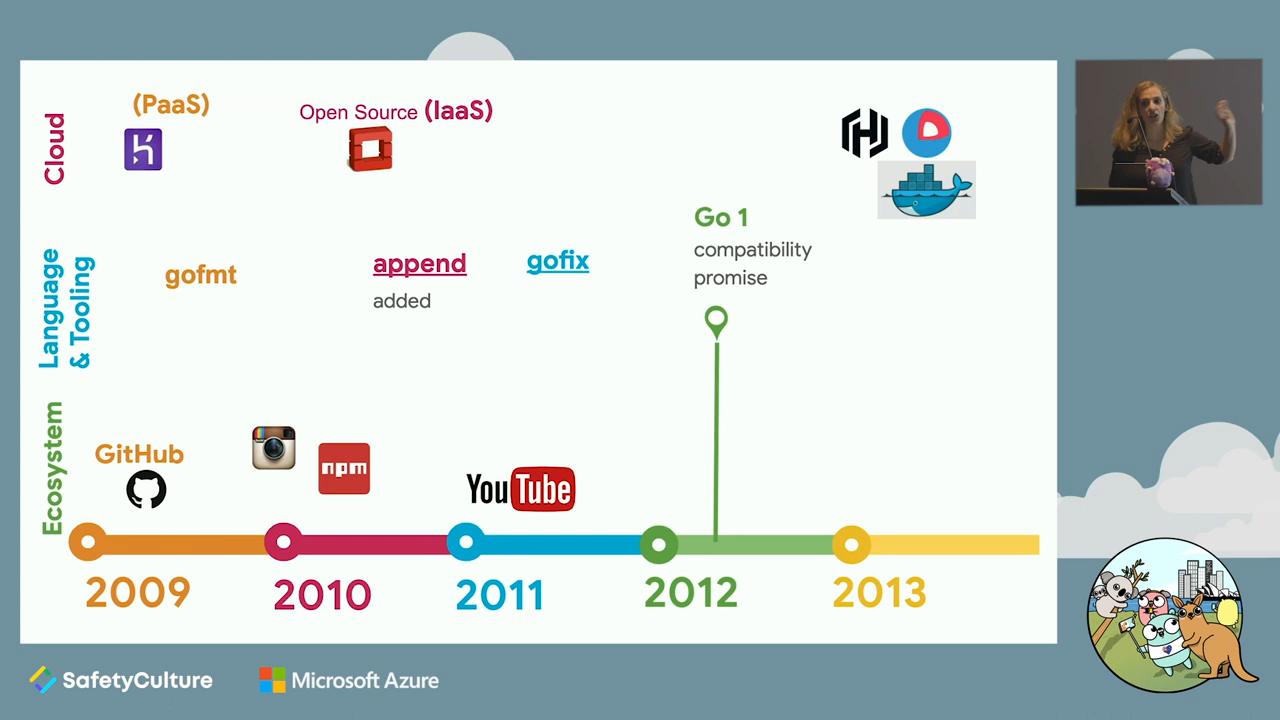 Cloud
(PaaS)
Open Source (IaaS)
Language
& Tooling
gofmt
append
added
gofix
Go 1
compatibility
promise
Ecosystem
GitHub
npm
YouTube
2009
2010
2011
2012
2013
SafetyCulture
Microsoft Azure